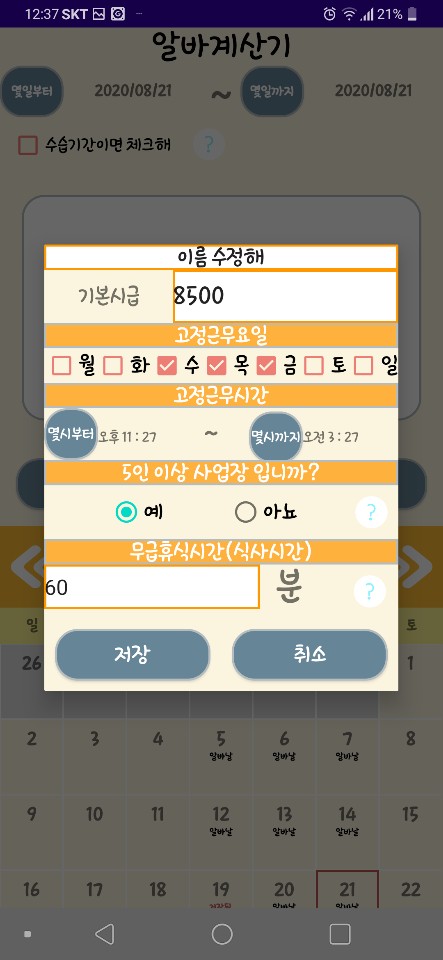 12:37 SKT 21%
알바계산기
몇일부터 2020/08/21 ~ 몇일까지 2020/08/21
수습기간이면 체크해 ?
이름 수정해
기본시급 8500
고정근무요일
월 화 수 목 금 토 일
고정근무시간
몇시부터 오후 11 : 27 ~ 몇시까지 오전 3 : 27
5인 이상 사업장 입니까?
예 아뇨 ?
무급휴식시간(식사시간)
60 분 ?
저장 취소
일 토
26 1
2 3 4 5 6 7 8
알바날 알바날 알바날
9 10 11 12 13 14 15
알바날 알바날 알바날
16 17 18 19 20 21 22
알바날 알바날